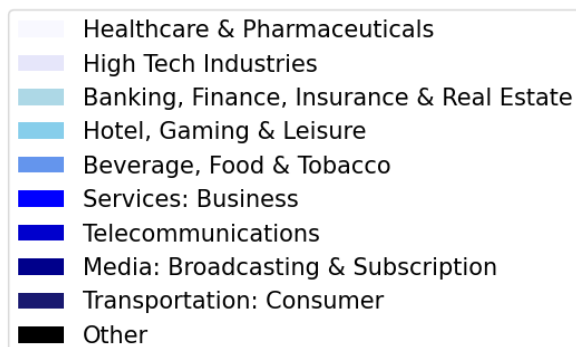 Healthcare & Pharmaceuticals
High Tech Industries
Banking, Finance, Insurance & Real Estate
Hotel, Gaming & Leisure
Beverage, Food & Tobacco
Services: Business
Telecommunications
Media: Broadcasting & Subscription
Transportation: Consumer
Other